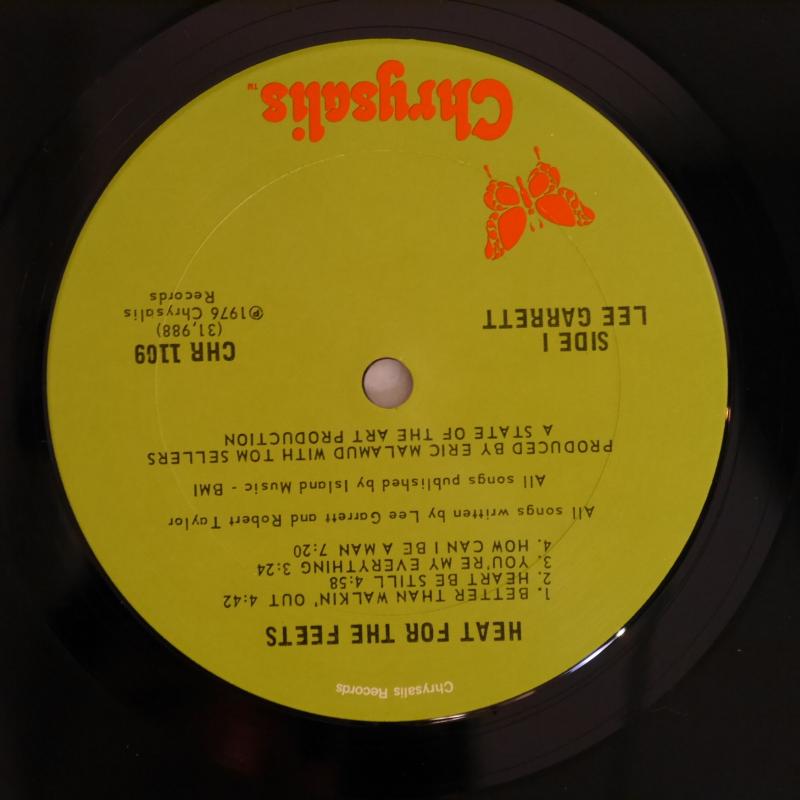 Chrysalis Records
HEAT FOR THE FEETS
1. BETTER THAN WALKIN' OUT 4:42
2. HEART BE STILL 4:58
3. YOU'RE MY EVERYTHING 3:24
4. HOW CAN I BE A MAN 7:20
All songs written by Lee Garrett and Robert Taylor
All songs published by Island Music - BMI
PRODUCED BY ERIC MALAMUD WITH TOM SELLERS
A STATE OF THE ART PRODUCTION
SIDE I
LEE GARRETT
CHR 1109
(31,988)
℗1976 Chrysalis
Records
Chrysalis™